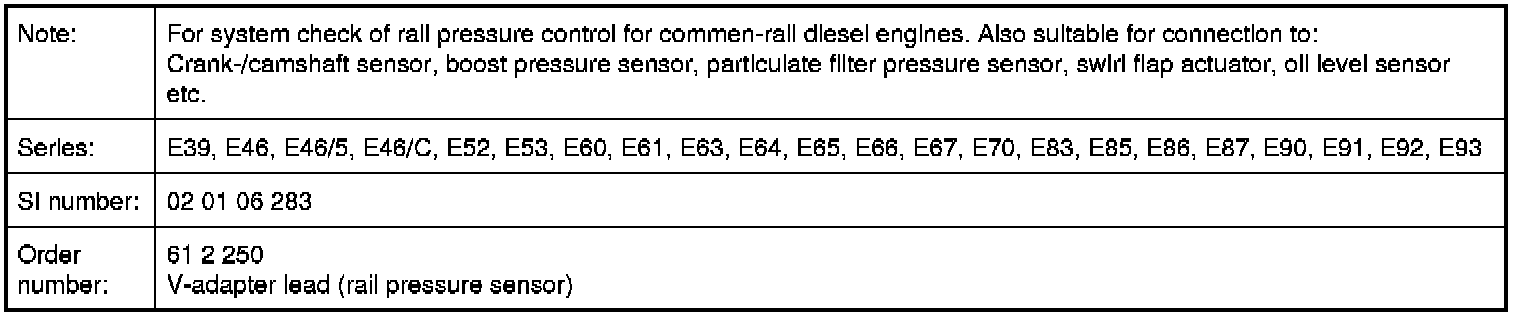 Note: For system check of rail pressure control for commen-rail diesel engines. Also suitable for connection to:
Crank-/camshaft sensor, boost pressure sensor, particulate filter pressure sensor, swirl flap actuator, oil level sensor
etc.
Series: E39, E46, E46/5, E46/C, E52, E53, E60, E61, E63, E64, E65, E66, E67, E70, E83, E85, E86, E87, E90, E91, E92, E93
SI number: 02 01 06 283
Order number: 61 2 250
V-adapter lead (rail pressure sensor)